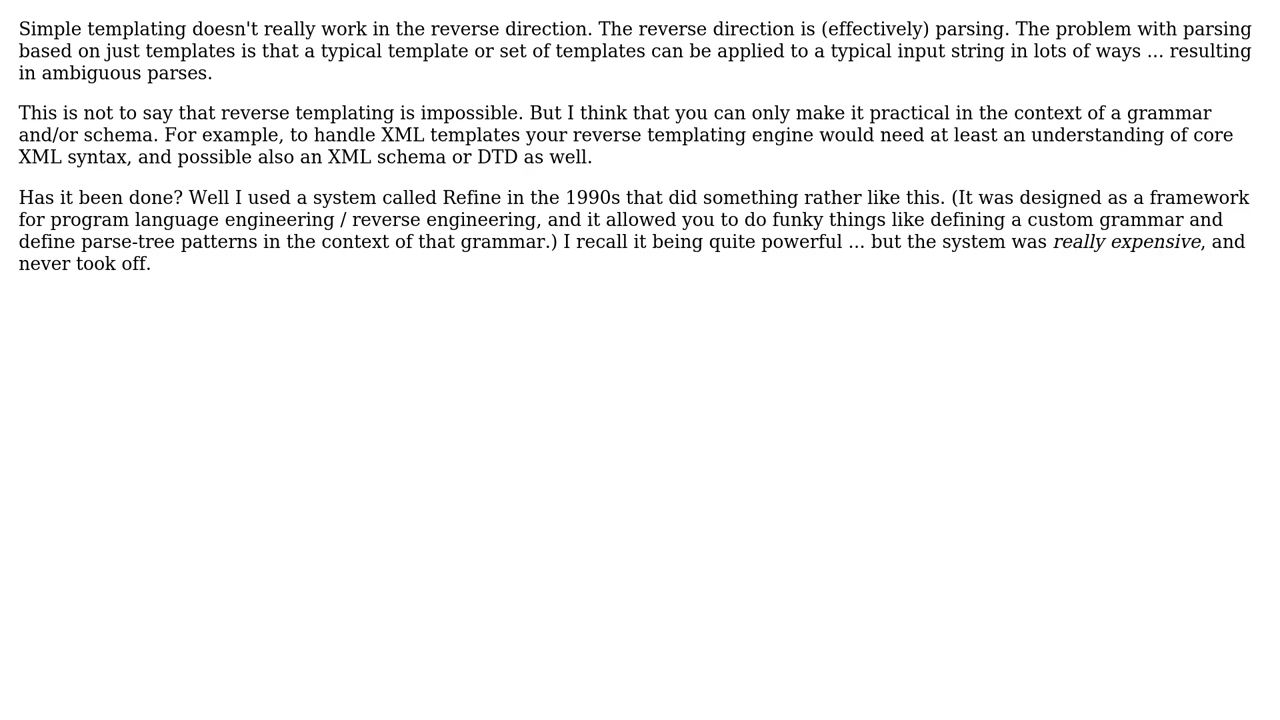 Simple templating doesn't really work in the reverse direction. The reverse direction is (effectively) parsing. The problem with parsing
based on just templates is that a typical template or set of templates can be applied to a typical input string in lots of ways ... resulting
in ambiguous parses.
This is not to say that reverse templating is impossible. But I think that you can only make it practical in the context of a grammar
and/or schema. For example, to handle XML templates your reverse templating engine would need at least an understanding of core
XML syntax, and possible also an XML schema or DTD as well.
Has it been done? Well I used a system called Refine in the 1990s that did something rather like this. (It was designed as a framework
for program language engineering / reverse engineering, and it allowed you to do funky things like defining a custom grammar and
define parse-tree patterns in the context of that grammar.) I recall it being quite powerful ... but the system was really expensive, and
never took off.